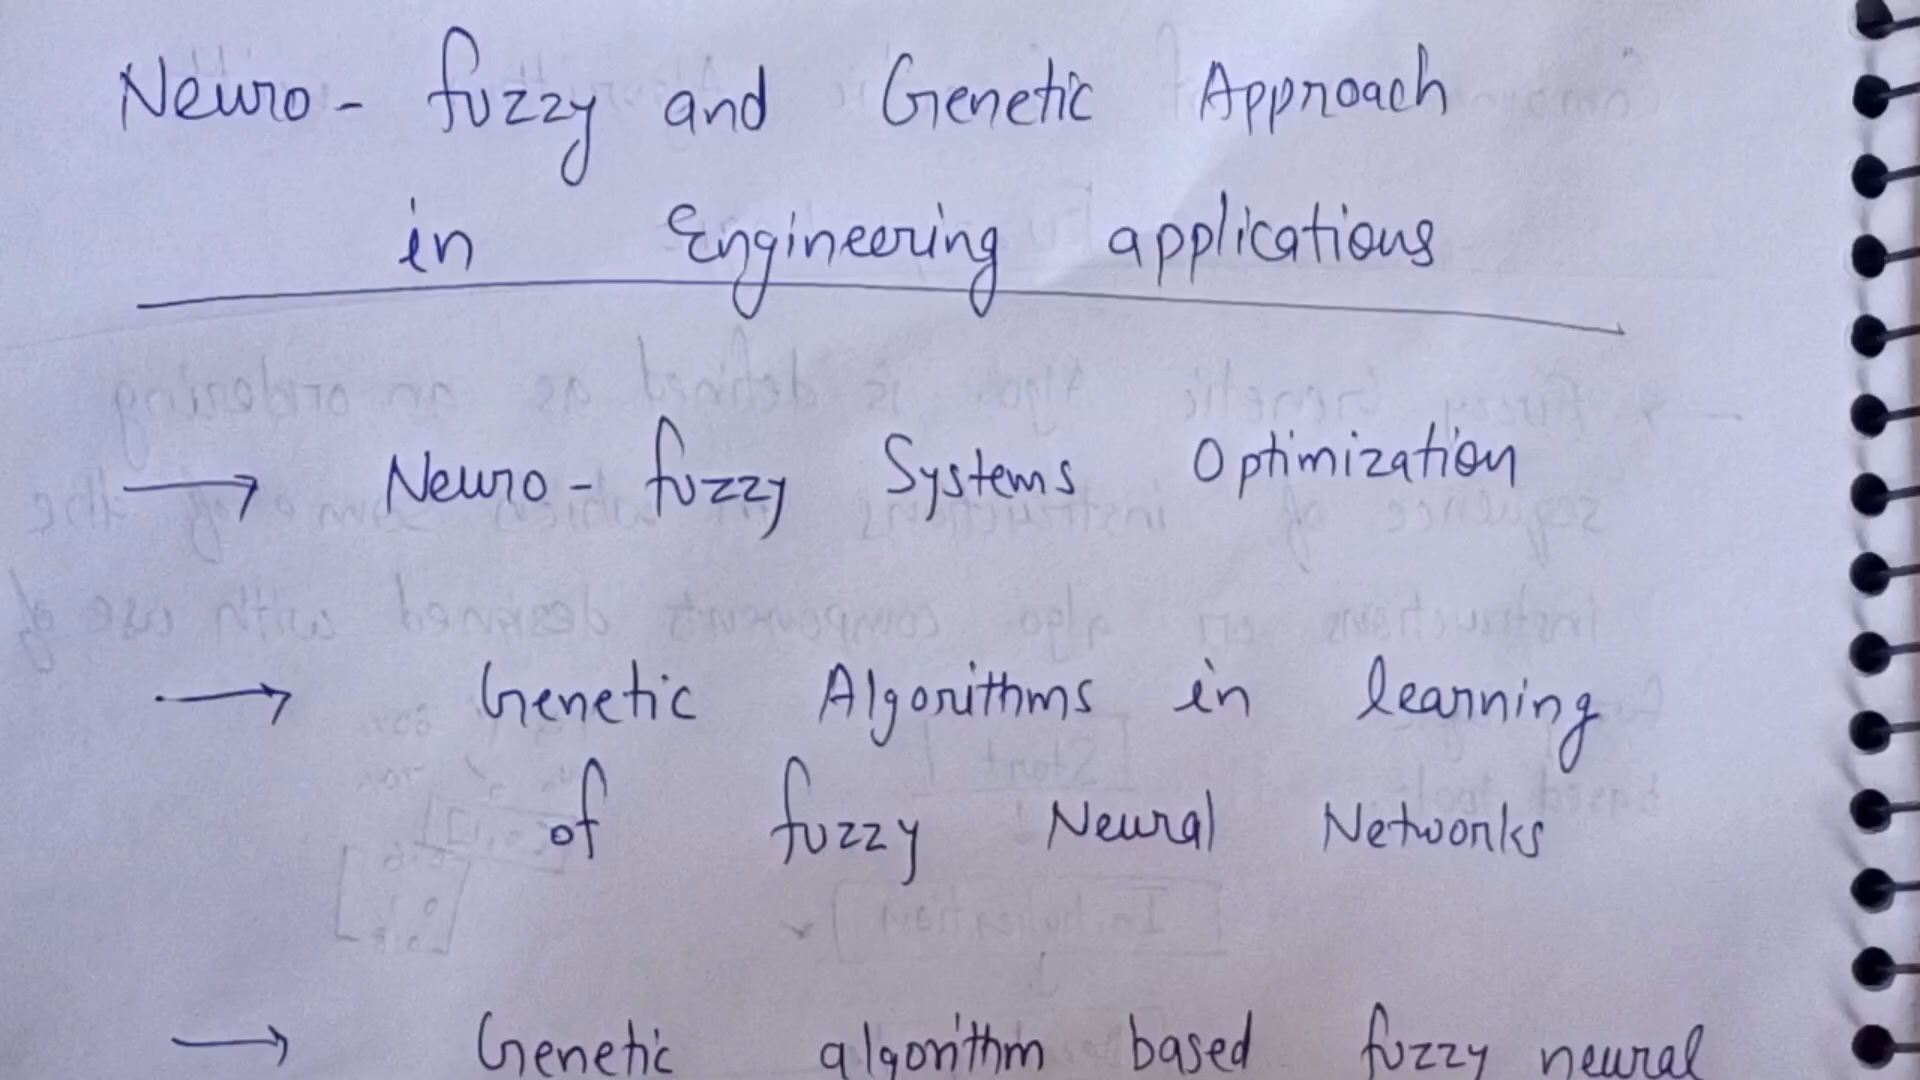 Neuro - fuzzy and Genetic Approach
in Engineering applications
→ Neuro - fuzzy Systems Optimization
→ Genetic Algorithms in learning
of fuzzy Neural Networks
→ Genetic algorithm based fuzzy neural